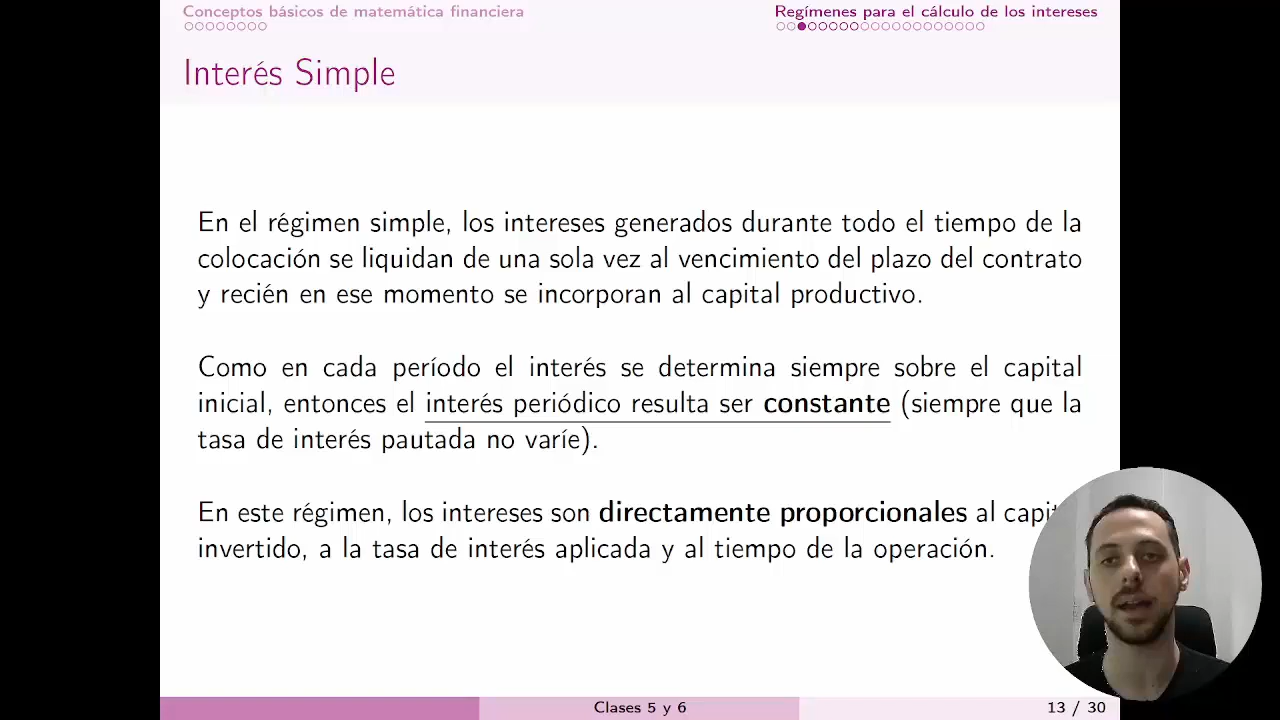 Conceptos básicos de matemática financiera
Regímenes para el cálculo de los intereses
Interés Simple
En el régimen simple, los intereses generados durante todo el tiempo de la
colocación se liquidan de una sola vez al vencimiento del plazo del contrato
y recién en ese momento se incorporan al capital productivo.
Como en cada período el interés se determina siempre sobre el capital
inicial, entonces el interés periódico resulta ser constante (siempre que la
tasa de interés pautada no varíe).
En este régimen, los intereses son directamente proporcionales al capit
invertido, a la tasa de interés aplicada y al tiempo de la operación.
Clases 5 y 6
13 / 30